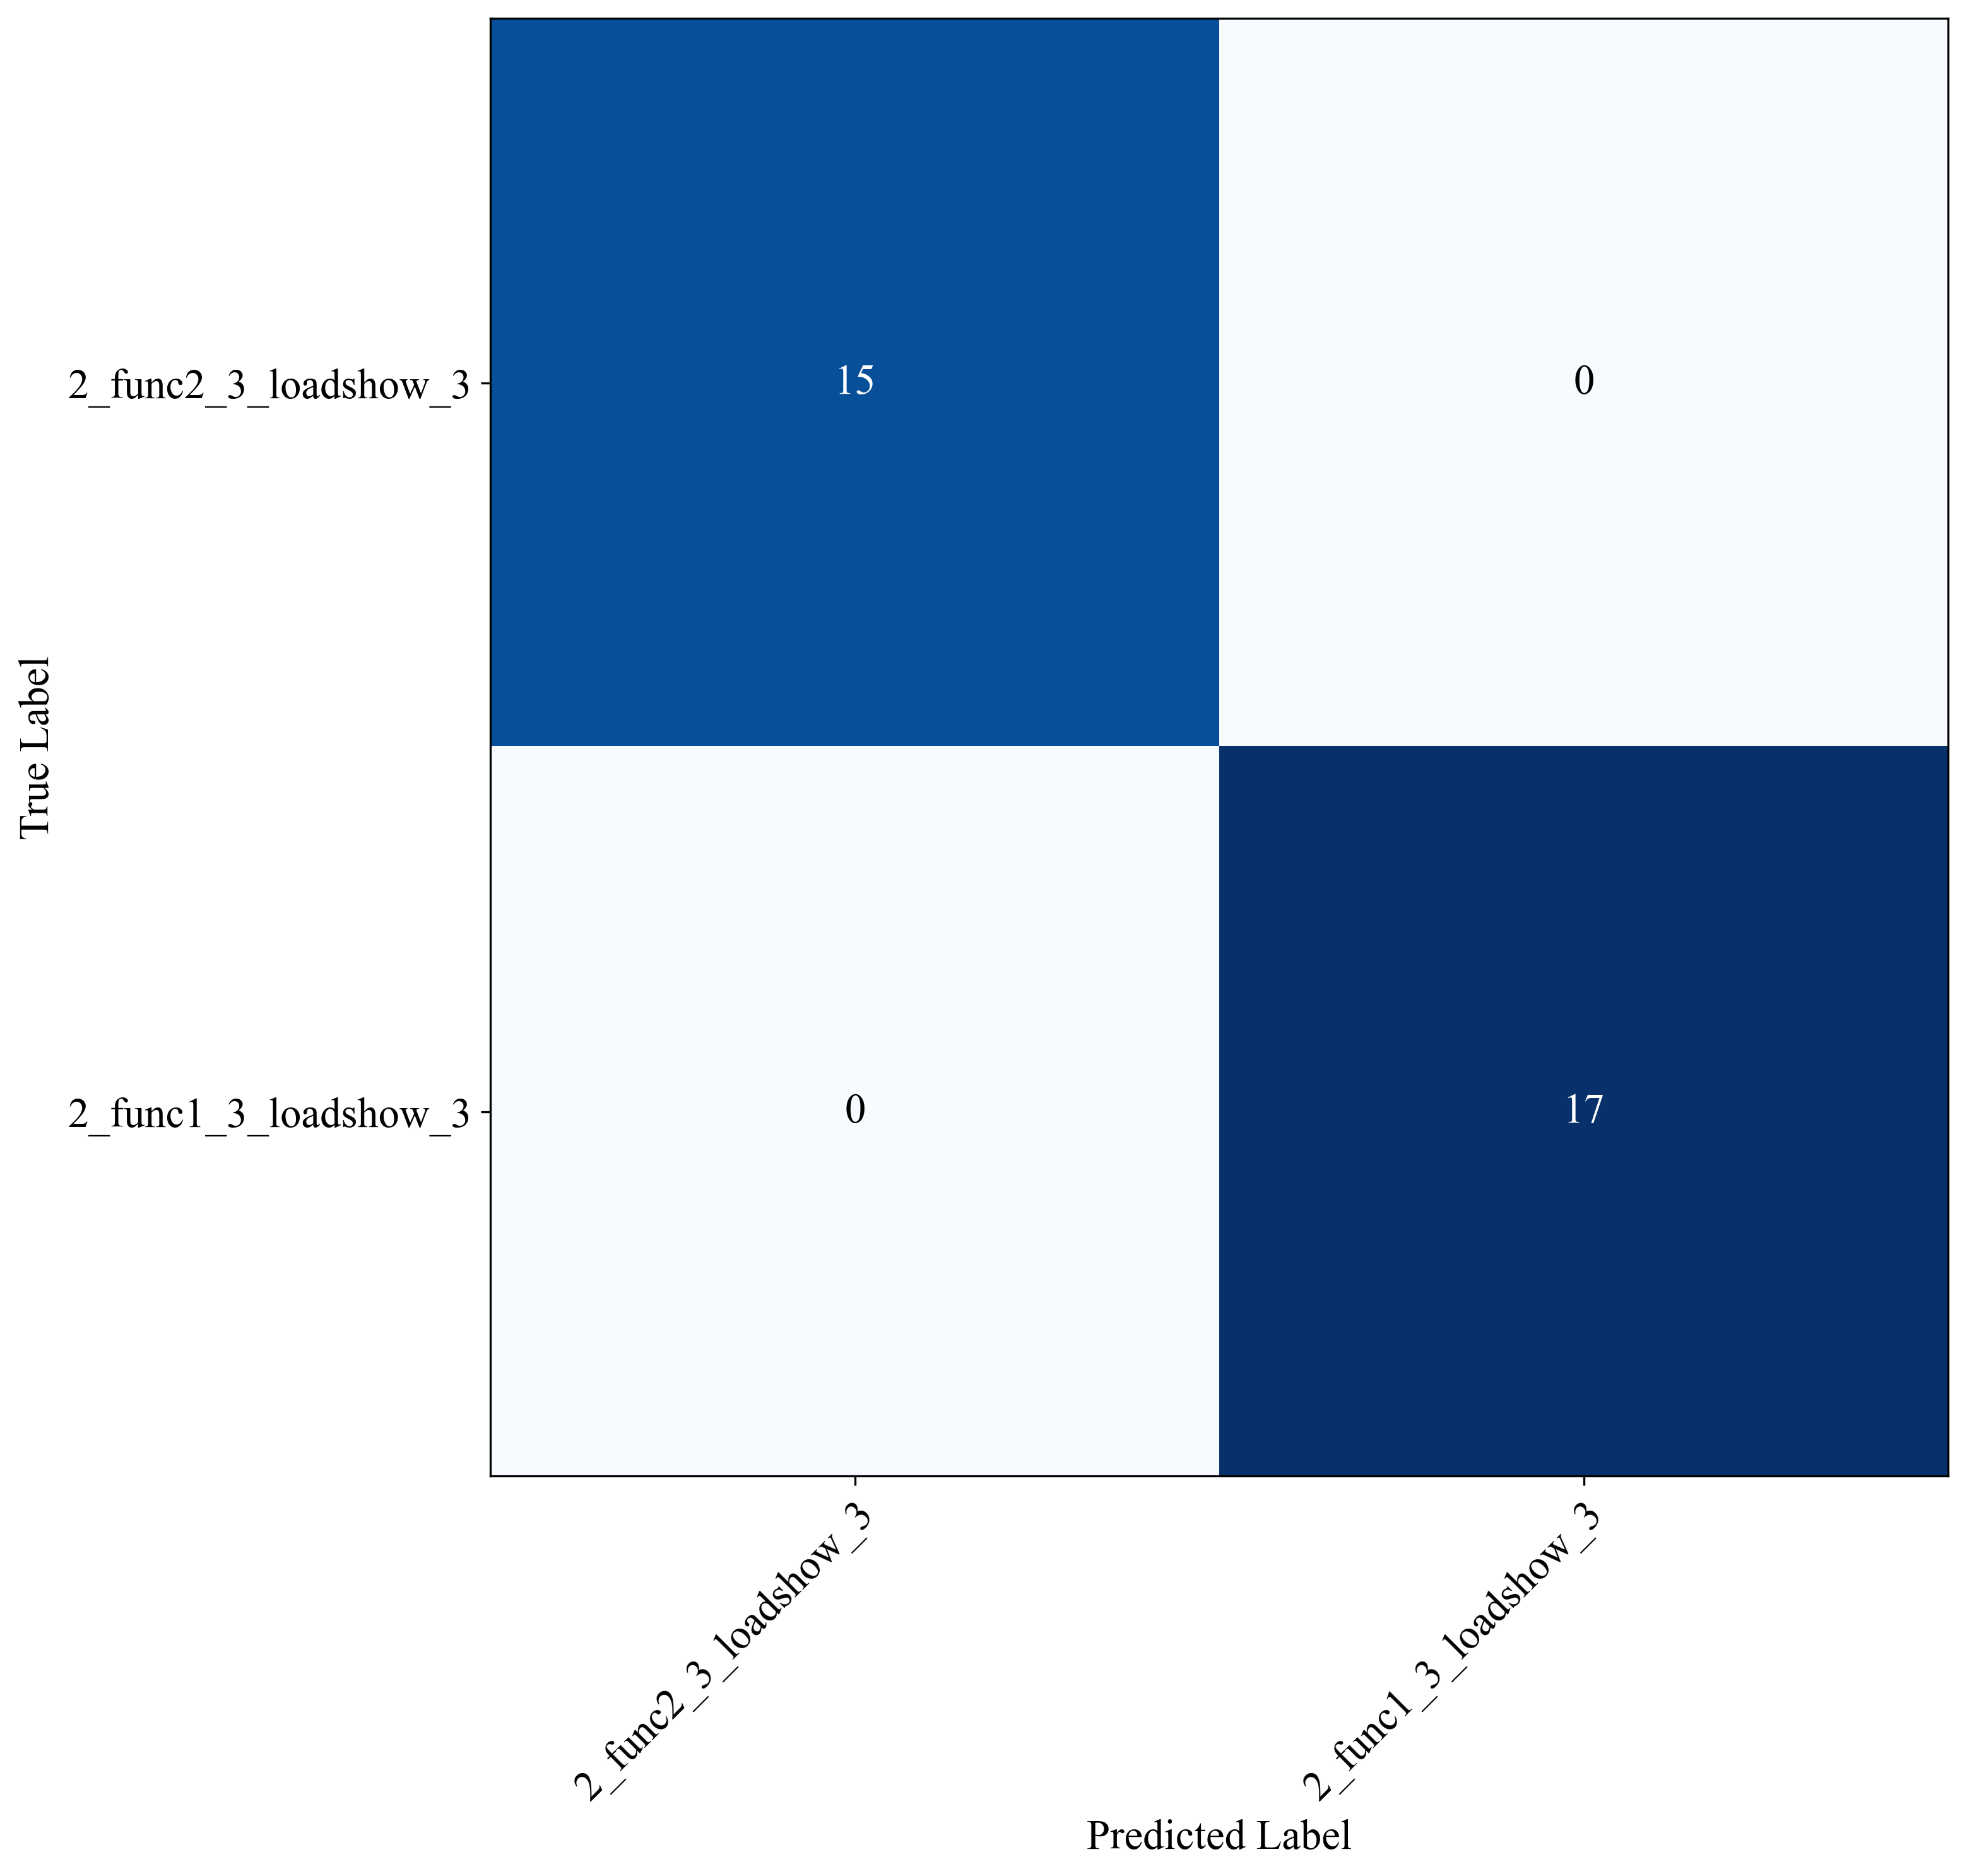 True Label
2_func2_3_loadshow_3
15
0
2_func1_3_loadshow_3
0
17
2_func2_3_loadshow_3
2_func1_3_loadshow_3
Predicted Label